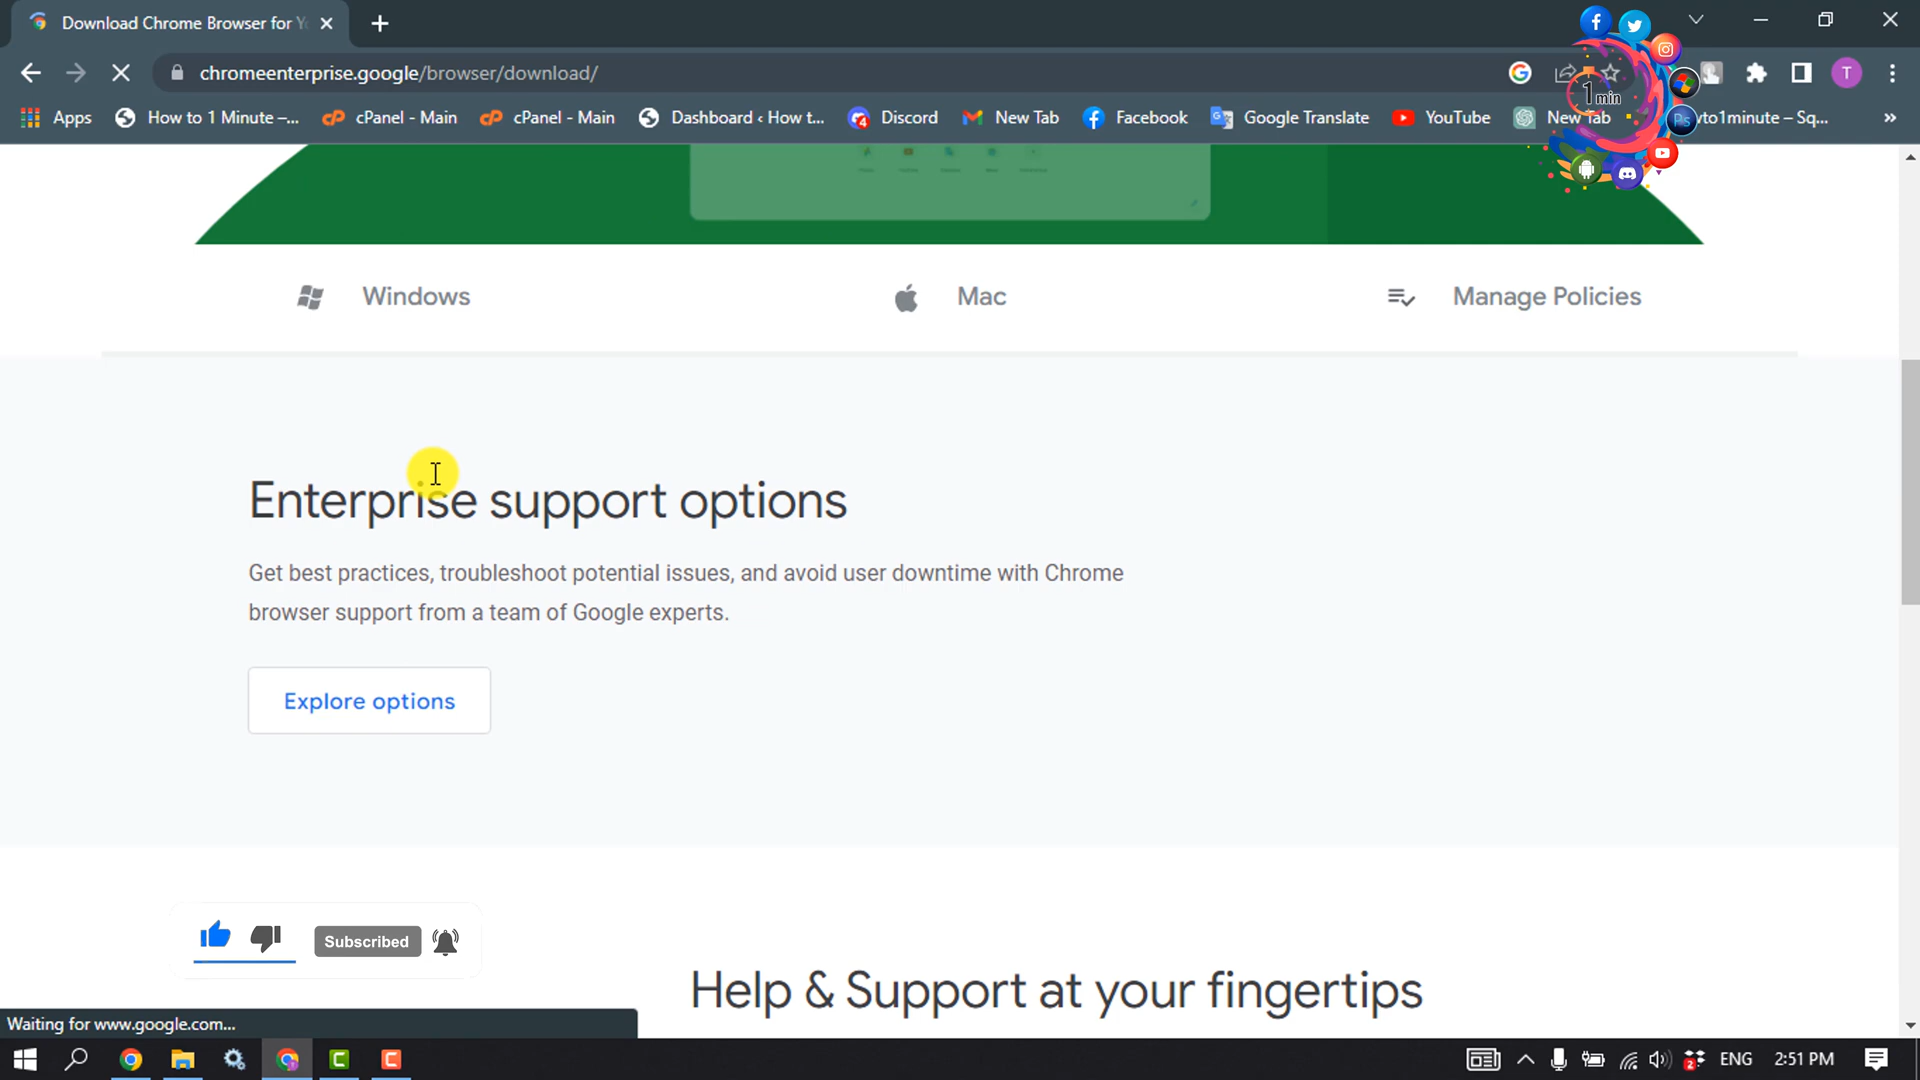 Download Chrome Browser for Y
chromeenterprise.google/browser/download/
T
1 min
Apps
How to 1 Minute –...
cPanel - Main
cPanel - Main
Dashboard ‹ How t...
Discord
New Tab
Facebook
Google Translate
YouTube
New Tab
vto1minute – Sq...
»
Windows
Mac
Manage Policies
Enterprise support options
Get best practices, troubleshoot potential issues, and avoid user downtime with Chrome
browser support from a team of Google experts.
Explore options
Subscribed
Help & Support at your fingertips
Waiting for www.google.com...
ENG
2:51 PM